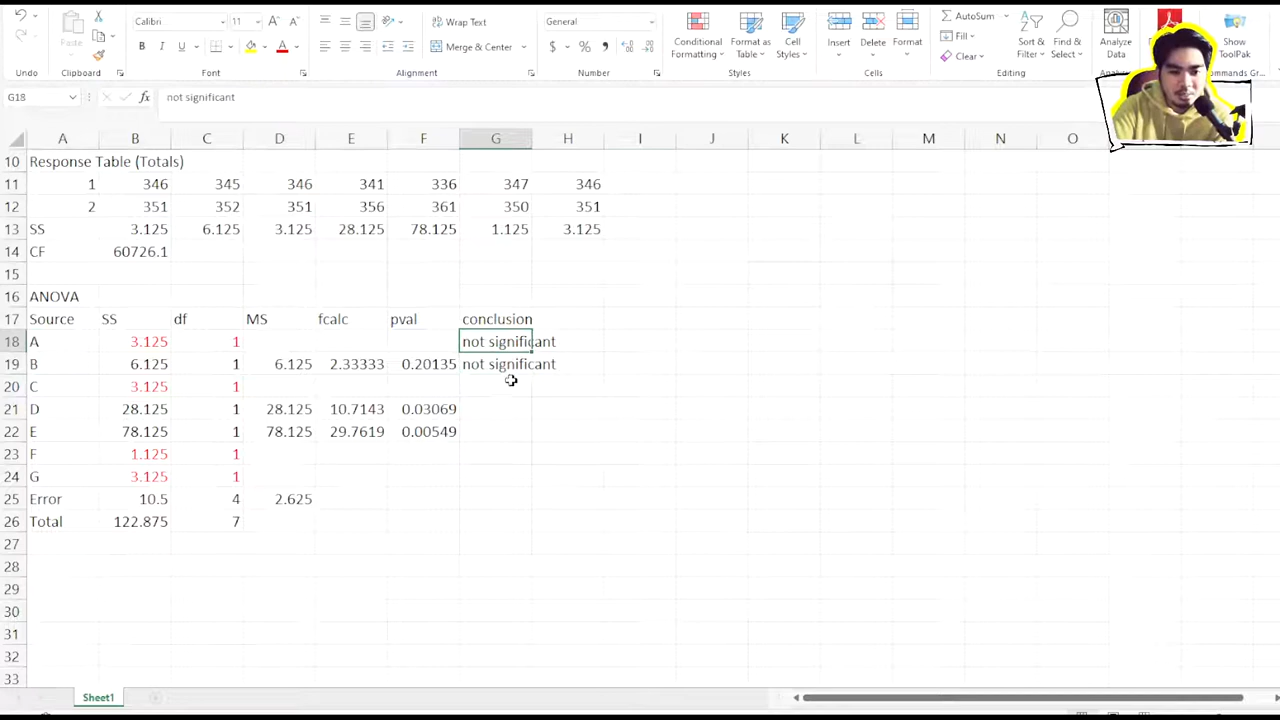 Calibri 11 Wrap Text General AutoSum
Paste Merge & Center $ % Conditional Formatting Format as Table Cell Styles Insert Delete Format Fill Clear Sort & Filter Find & Select Analyze Data Show ToolPak
Undo Clipboard Font Alignment Number Styles Cells Editing
G18 fx not significant
A B C D E F G H I J K L M N O
10 Response Table (Totals)
11 1 346 345 346 341 336 347 346
12 2 351 352 351 356 361 350 351
13 SS 3.125 6.125 3.125 28.125 78.125 1.125 3.125
14 CF 60726.1
15
16 ANOVA
17 Source SS df MS fcalc pval conclusion
18 A 3.125 1 not significant
19 B 6.125 1 6.125 2.33333 0.20135 not significant
20 C 3.125 1
21 D 28.125 1 28.125 10.7143 0.03069
22 E 78.125 1 78.125 29.7619 0.00549
23 F 1.125 1
24 G 3.125 1
25 Error 10.5 4 2.625
26 Total 122.875 7
27
28
29
30
31
32
33
Sheet1